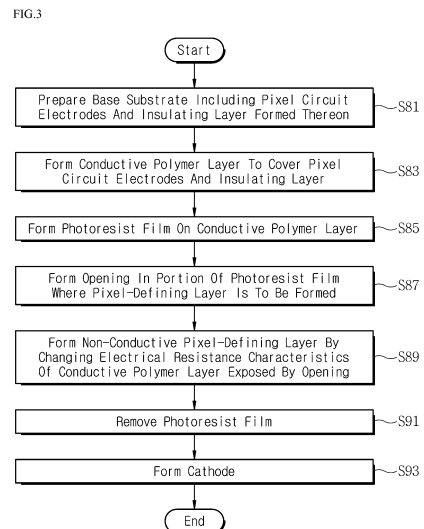 FIG.3
Start
Prepare Base Substrate Including Pixel Circuit
Electrodes And Insulating Layer Formed Thereon
S81
Form Conductive Polymer Layer To Cover Pixel
Circuit Electrodes And Insulating Layer
S83
Form Photoresist Film On Conductive Polymer Layer
S85
Form Opening In Portion Of Photoresist Film
Where Pixel-Defining Layer Is To Be Formed
S87
Form Non-Conductive Pixel-Defining Layer By
Changing Electrical Resistance Characteristics
Of Conductive Polymer Layer Exposed By Opening
S89
Remove Photoresist Film
S91
Form Cathode
S93
End